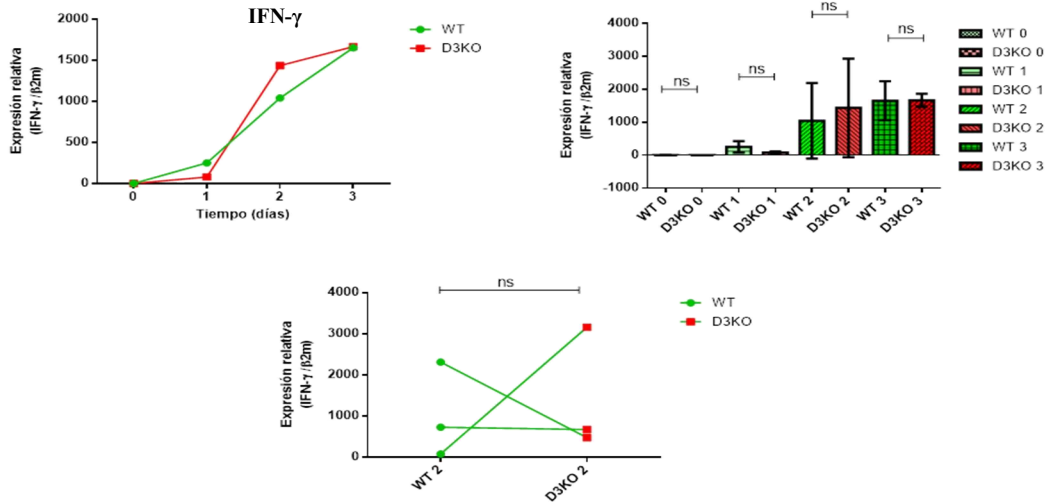 IFN-γ
Expresión relativa
(IFN-γ /β2m)
2000
1500
1000
500
0
0 1 2 3
Tiempo (días)
WT
D3KO
Expresión relativa
(IFN-γ /β2m)
4000
3000
2000
1000
0
-1000
ns
ns
ns
ns
WT 0
D3KO 0
WT 1
D3KO 1
WT 2
D3KO 2
WT 3
D3KO 3
WT 0
D3KO 0
WT 1
D3KO 1
WT 2
D3KO 2
WT 3
D3KO 3
Expresión relativa
(IFN-γ /β2m)
4000
3000
2000
1000
0
ns
WT 2
D3KO 2
WT
D3KO